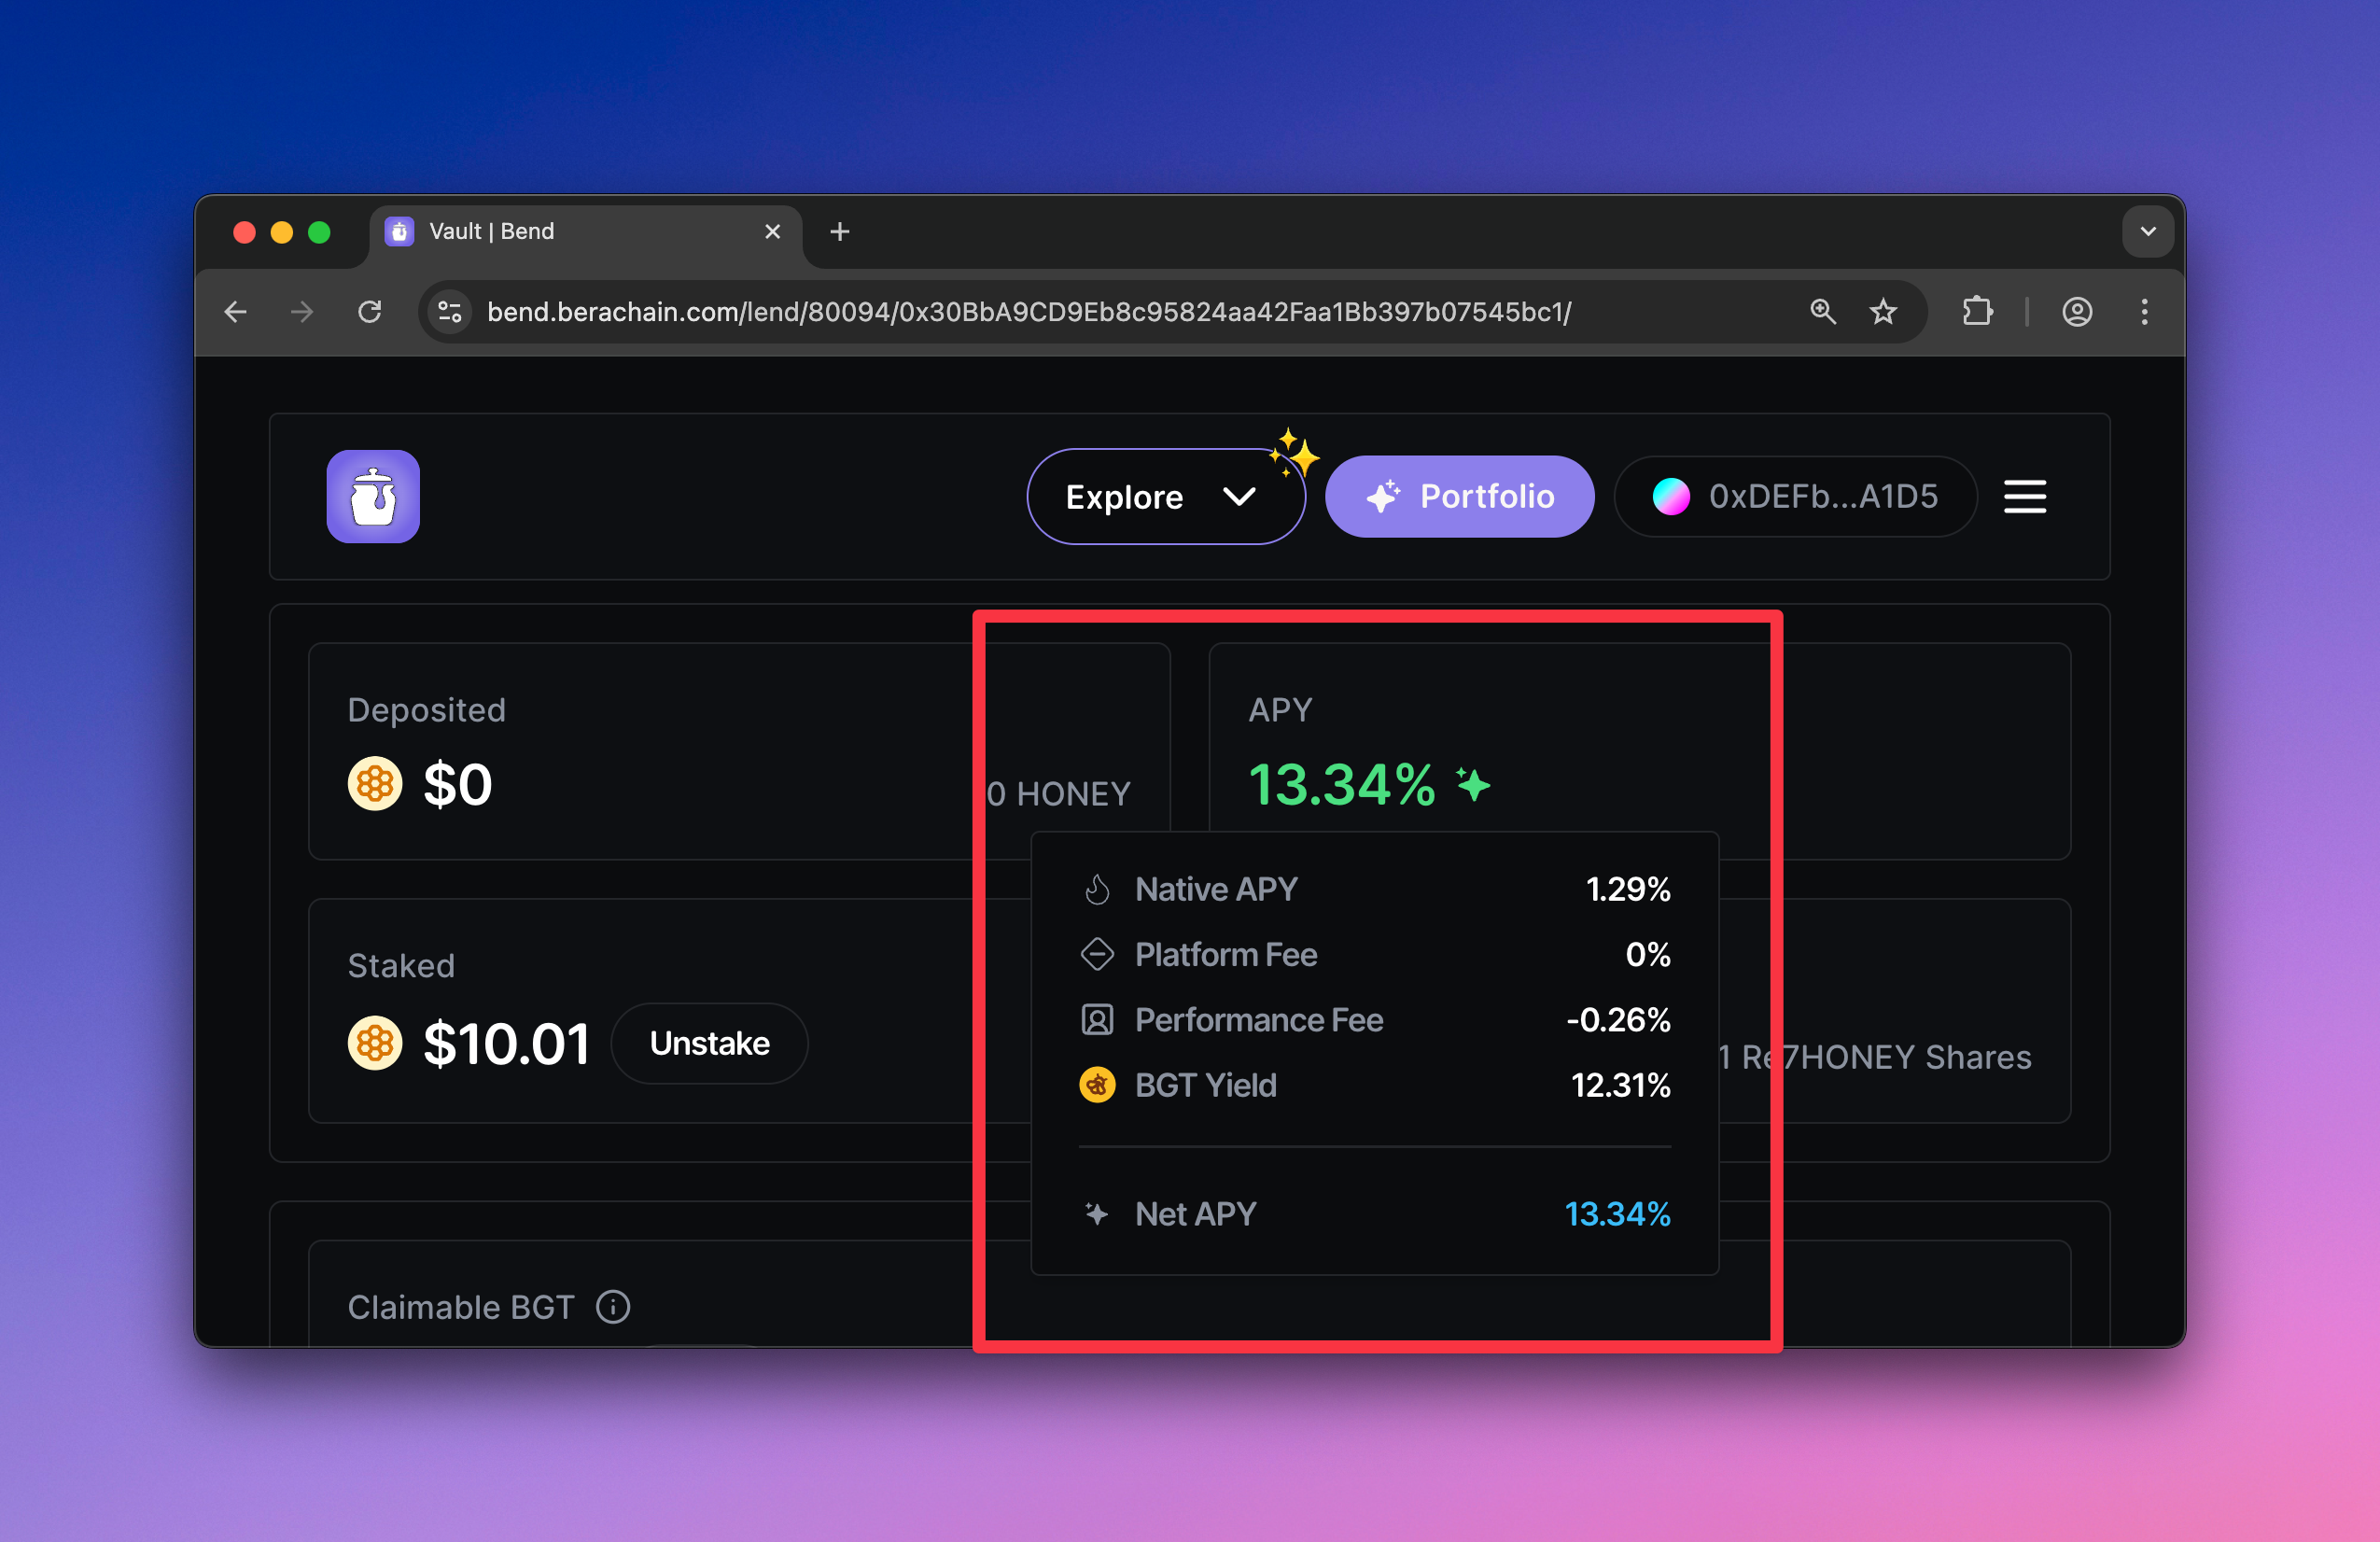 Vault | Bend
bend.berachain.com/lend/80094/0x30BbA9CD9Eb8c95824aa42Faa1Bb397b07545bc1/
Explore
Portfolio
0xDEFb...A1D5
Deposited
$0
0 HONEY
APY
13.34%
Native APY 1.29%
Platform Fee 0%
Performance Fee -0.26%
BGT Yield 12.31%
Net APY 13.34%
Staked
$10.01
Unstake
1 Re7HONEY Shares
Claimable BGT